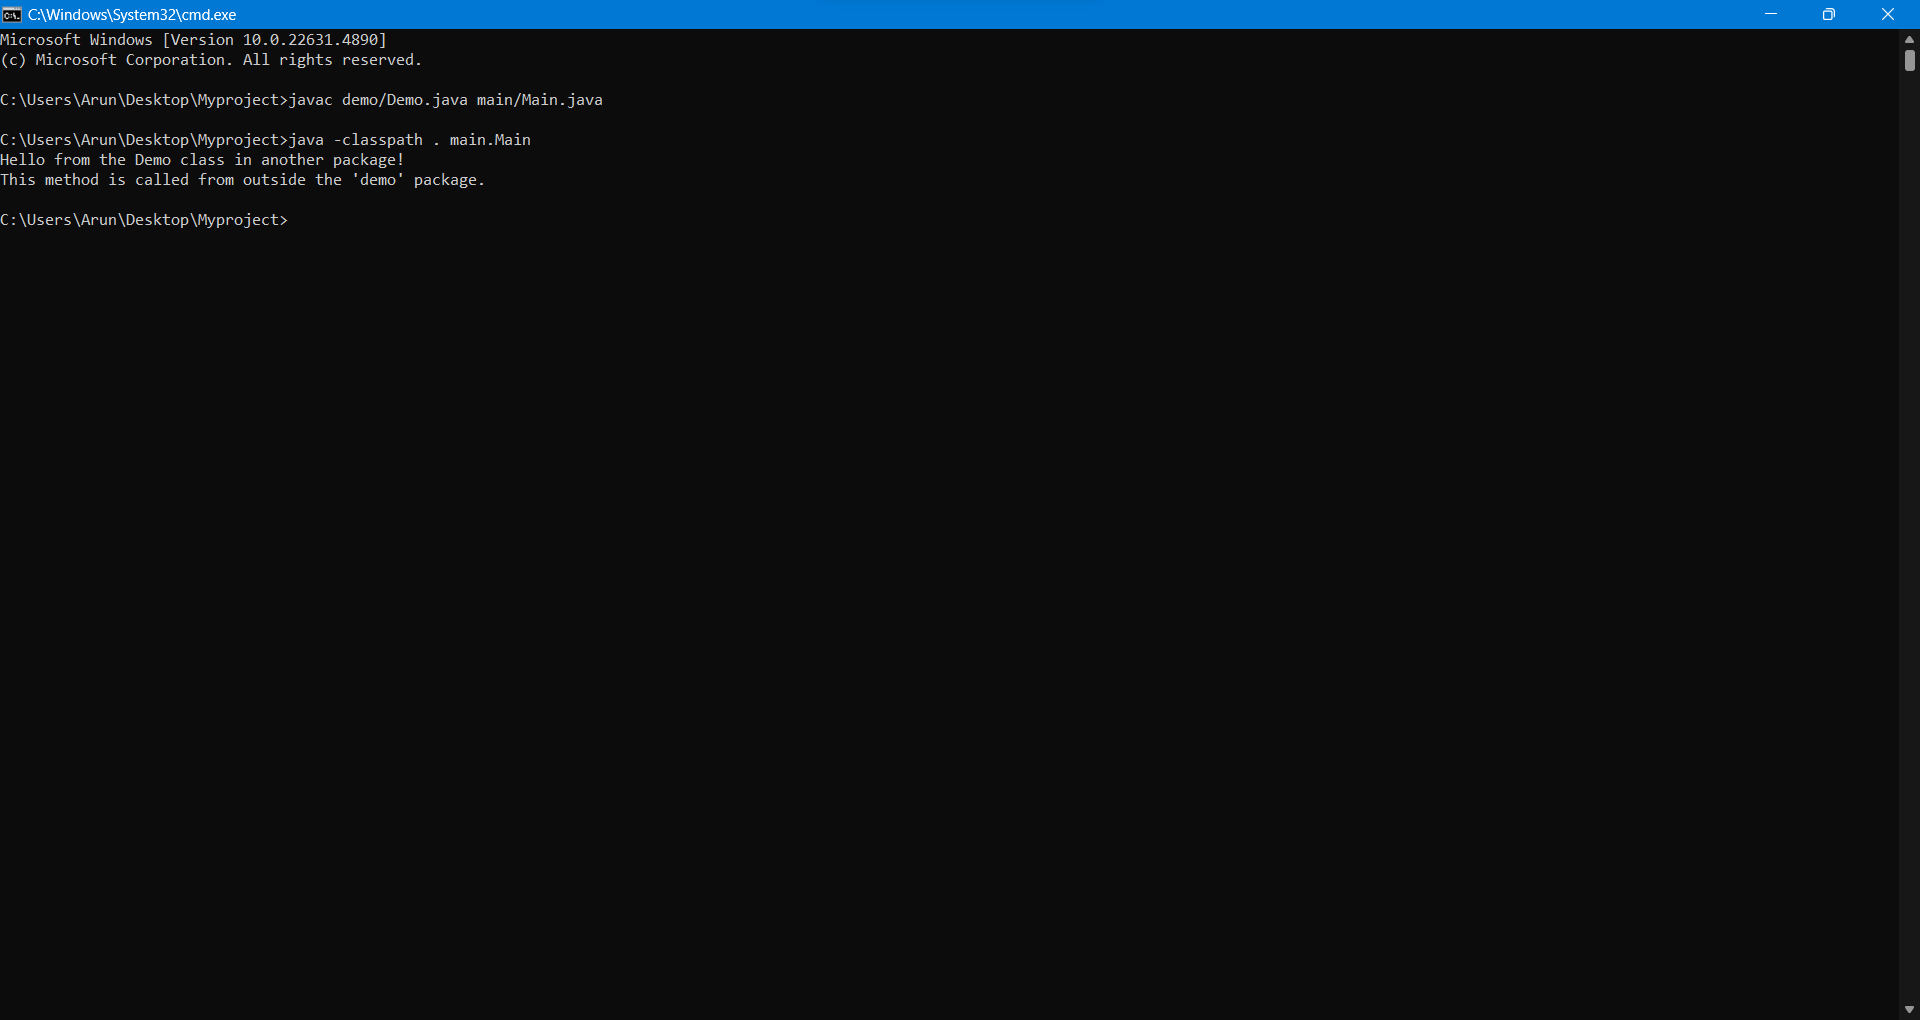 C:\Windows\System32\cmd.exe
Microsoft Windows [Version 10.0.22631.4890]
(c) Microsoft Corporation. All rights reserved.
C:\Users\Arun\Desktop\Myproject>javac demo/Demo.java main/Main.java
C:\Users\Arun\Desktop\Myproject>java -classpath . main.Main
Hello from the Demo class in another package!
This method is called from outside the 'demo' package.
C:\Users\Arun\Desktop\Myproject>